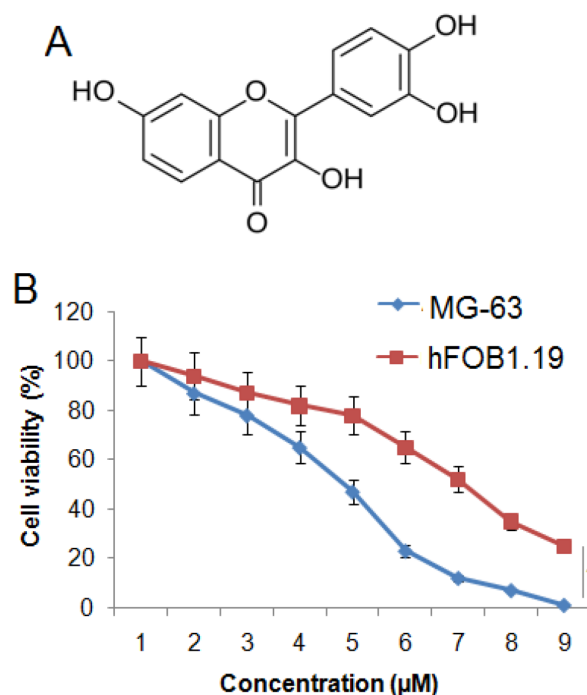 A
OH
HO
O
OH
OH
O
B
MG-63
hFOB1.19
120
100
80
60
40
20
0
Cell viability (%)
1 2 3 4 5 6 7 8 9
Concentration (µM)